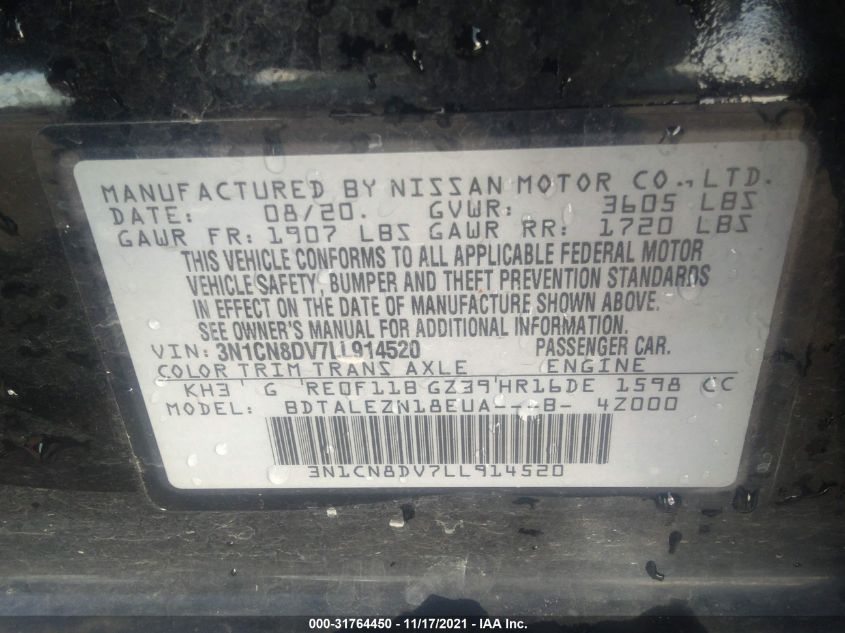 MANUFACTURED BY NISSAN MOTOR CO., LTD.
DATE: 08/20. GVWR: 3605 LBS
GAWR FR: 1907 LBS GAWR RR: 1720 LBS
THIS VEHICLE CONFORMS TO ALL APPLICABLE FEDERAL MOTOR
VEHICLE SAFETY, BUMPER AND THEFT PREVENTION STANDARDS
IN EFFECT ON THE DATE OF MANUFACTURE SHOWN ABOVE.
SEE OWNER'S MANUAL FOR ADDITIONAL INFORMATION.
VIN: 3N1CN8DV7LL914520 PASSENGER CAR.
COLOR TRIM TRANS AXLE ENGINE
KH3 G RE0F11B GZ39 HR16DE 1598 CC
MODEL: BDTALEZN18EUA---B- 4Z000
3N1CN8DV7LL914520
000-31764450 - 11/17/2021 - IAA Inc.